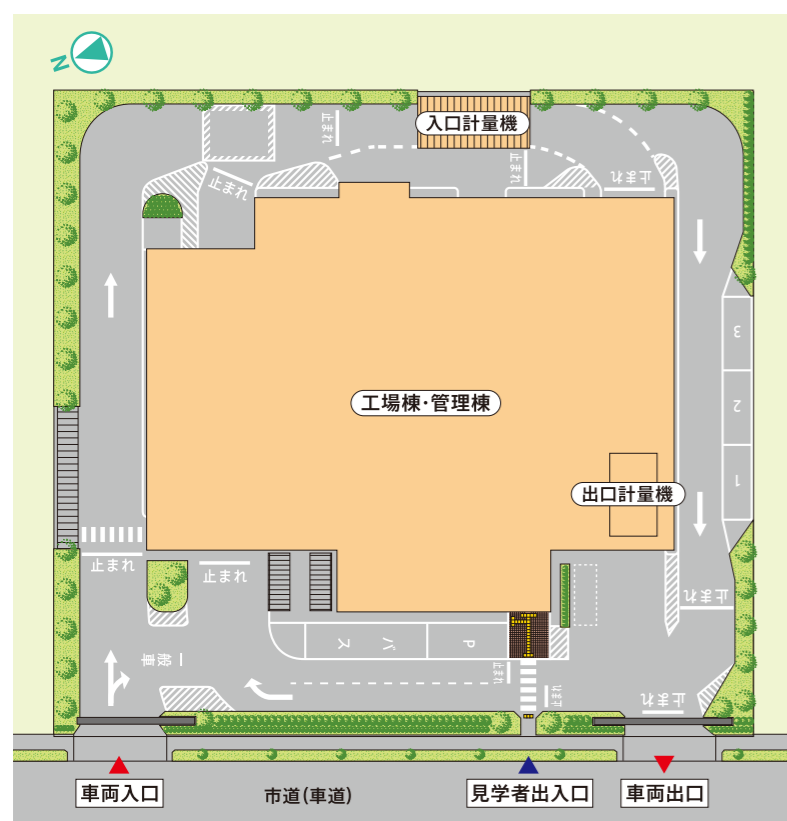 N
入口計量機
止まれ
止まれ
止まれ
止まれ
3
2
1
工場棟・管理棟
出口計量機
止まれ
止まれ
止まれ
一般車
バス
P
止まれ
止まれ
止まれ
車両入口
市道(車道)
見学者出入口
車両出口